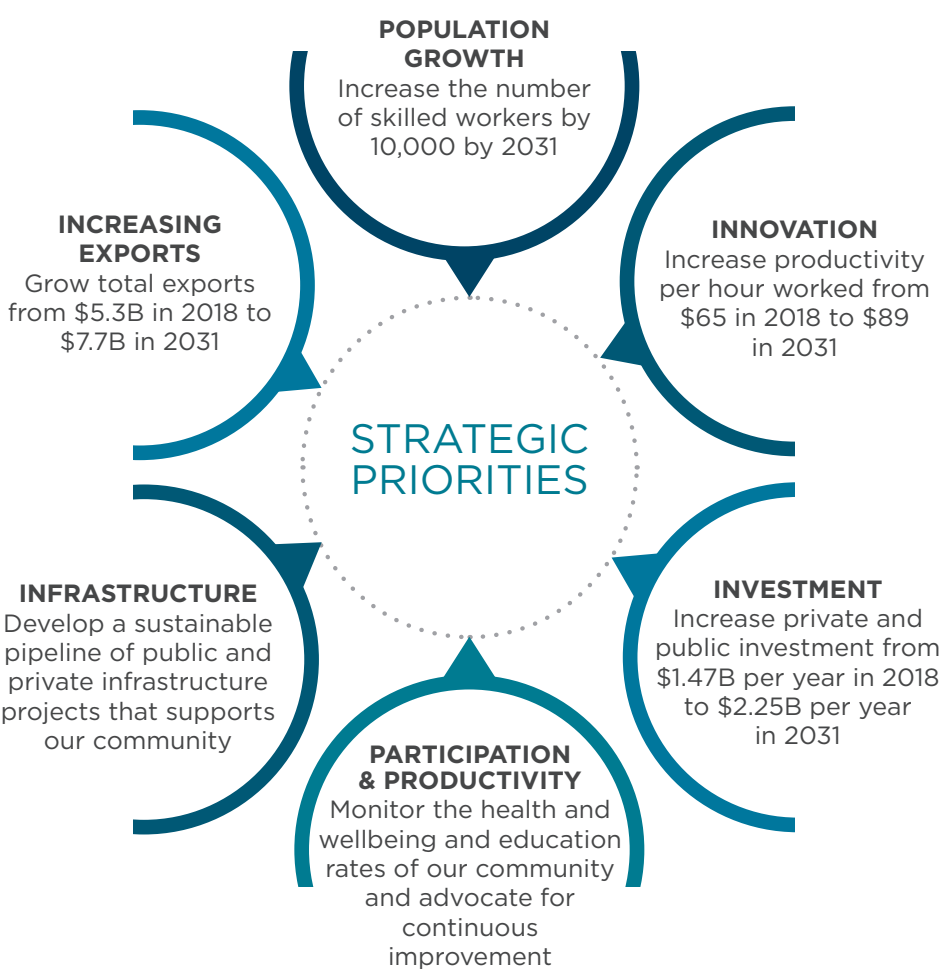 POPULATION
GROWTH
Increase the number
of skilled workers by
10,000 by 2031
INCREASING
EXPORTS
Grow total exports
from $5.3B in 2018 to
$7.7B in 2031
INNOVATION
Increase productivity
per hour worked from
$65 in 2018 to $89
in 2031
STRATEGIC
PRIORITIES
INFRASTRUCTURE
Develop a sustainable
pipeline of public and
private infrastructure
projects that supports
our community
INVESTMENT
Increase private and
public investment from
$1.47B per year in 2018
to $2.25B per year
in 2031
PARTICIPATION
& PRODUCTIVITY
Monitor the health and
wellbeing and education
rates of our community
and advocate for
continuous
improvement